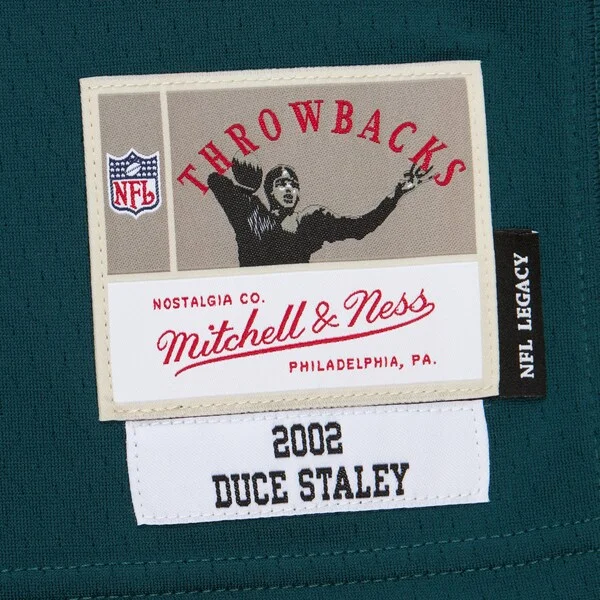 THROWBACKS
NFL
NOSTALGIA CO.
Mitchell & Ness
PHILADELPHIA, PA.
NFL LEGACY
2002
DUCE STALEY